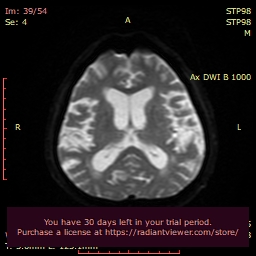 Im: 39/54
Se: 4
STP98
STP98
M
A
Ax DWI B 1000
R
L
You have 30 days left in your trial period.
Purchase a license at https://radiantviewer.com/store/